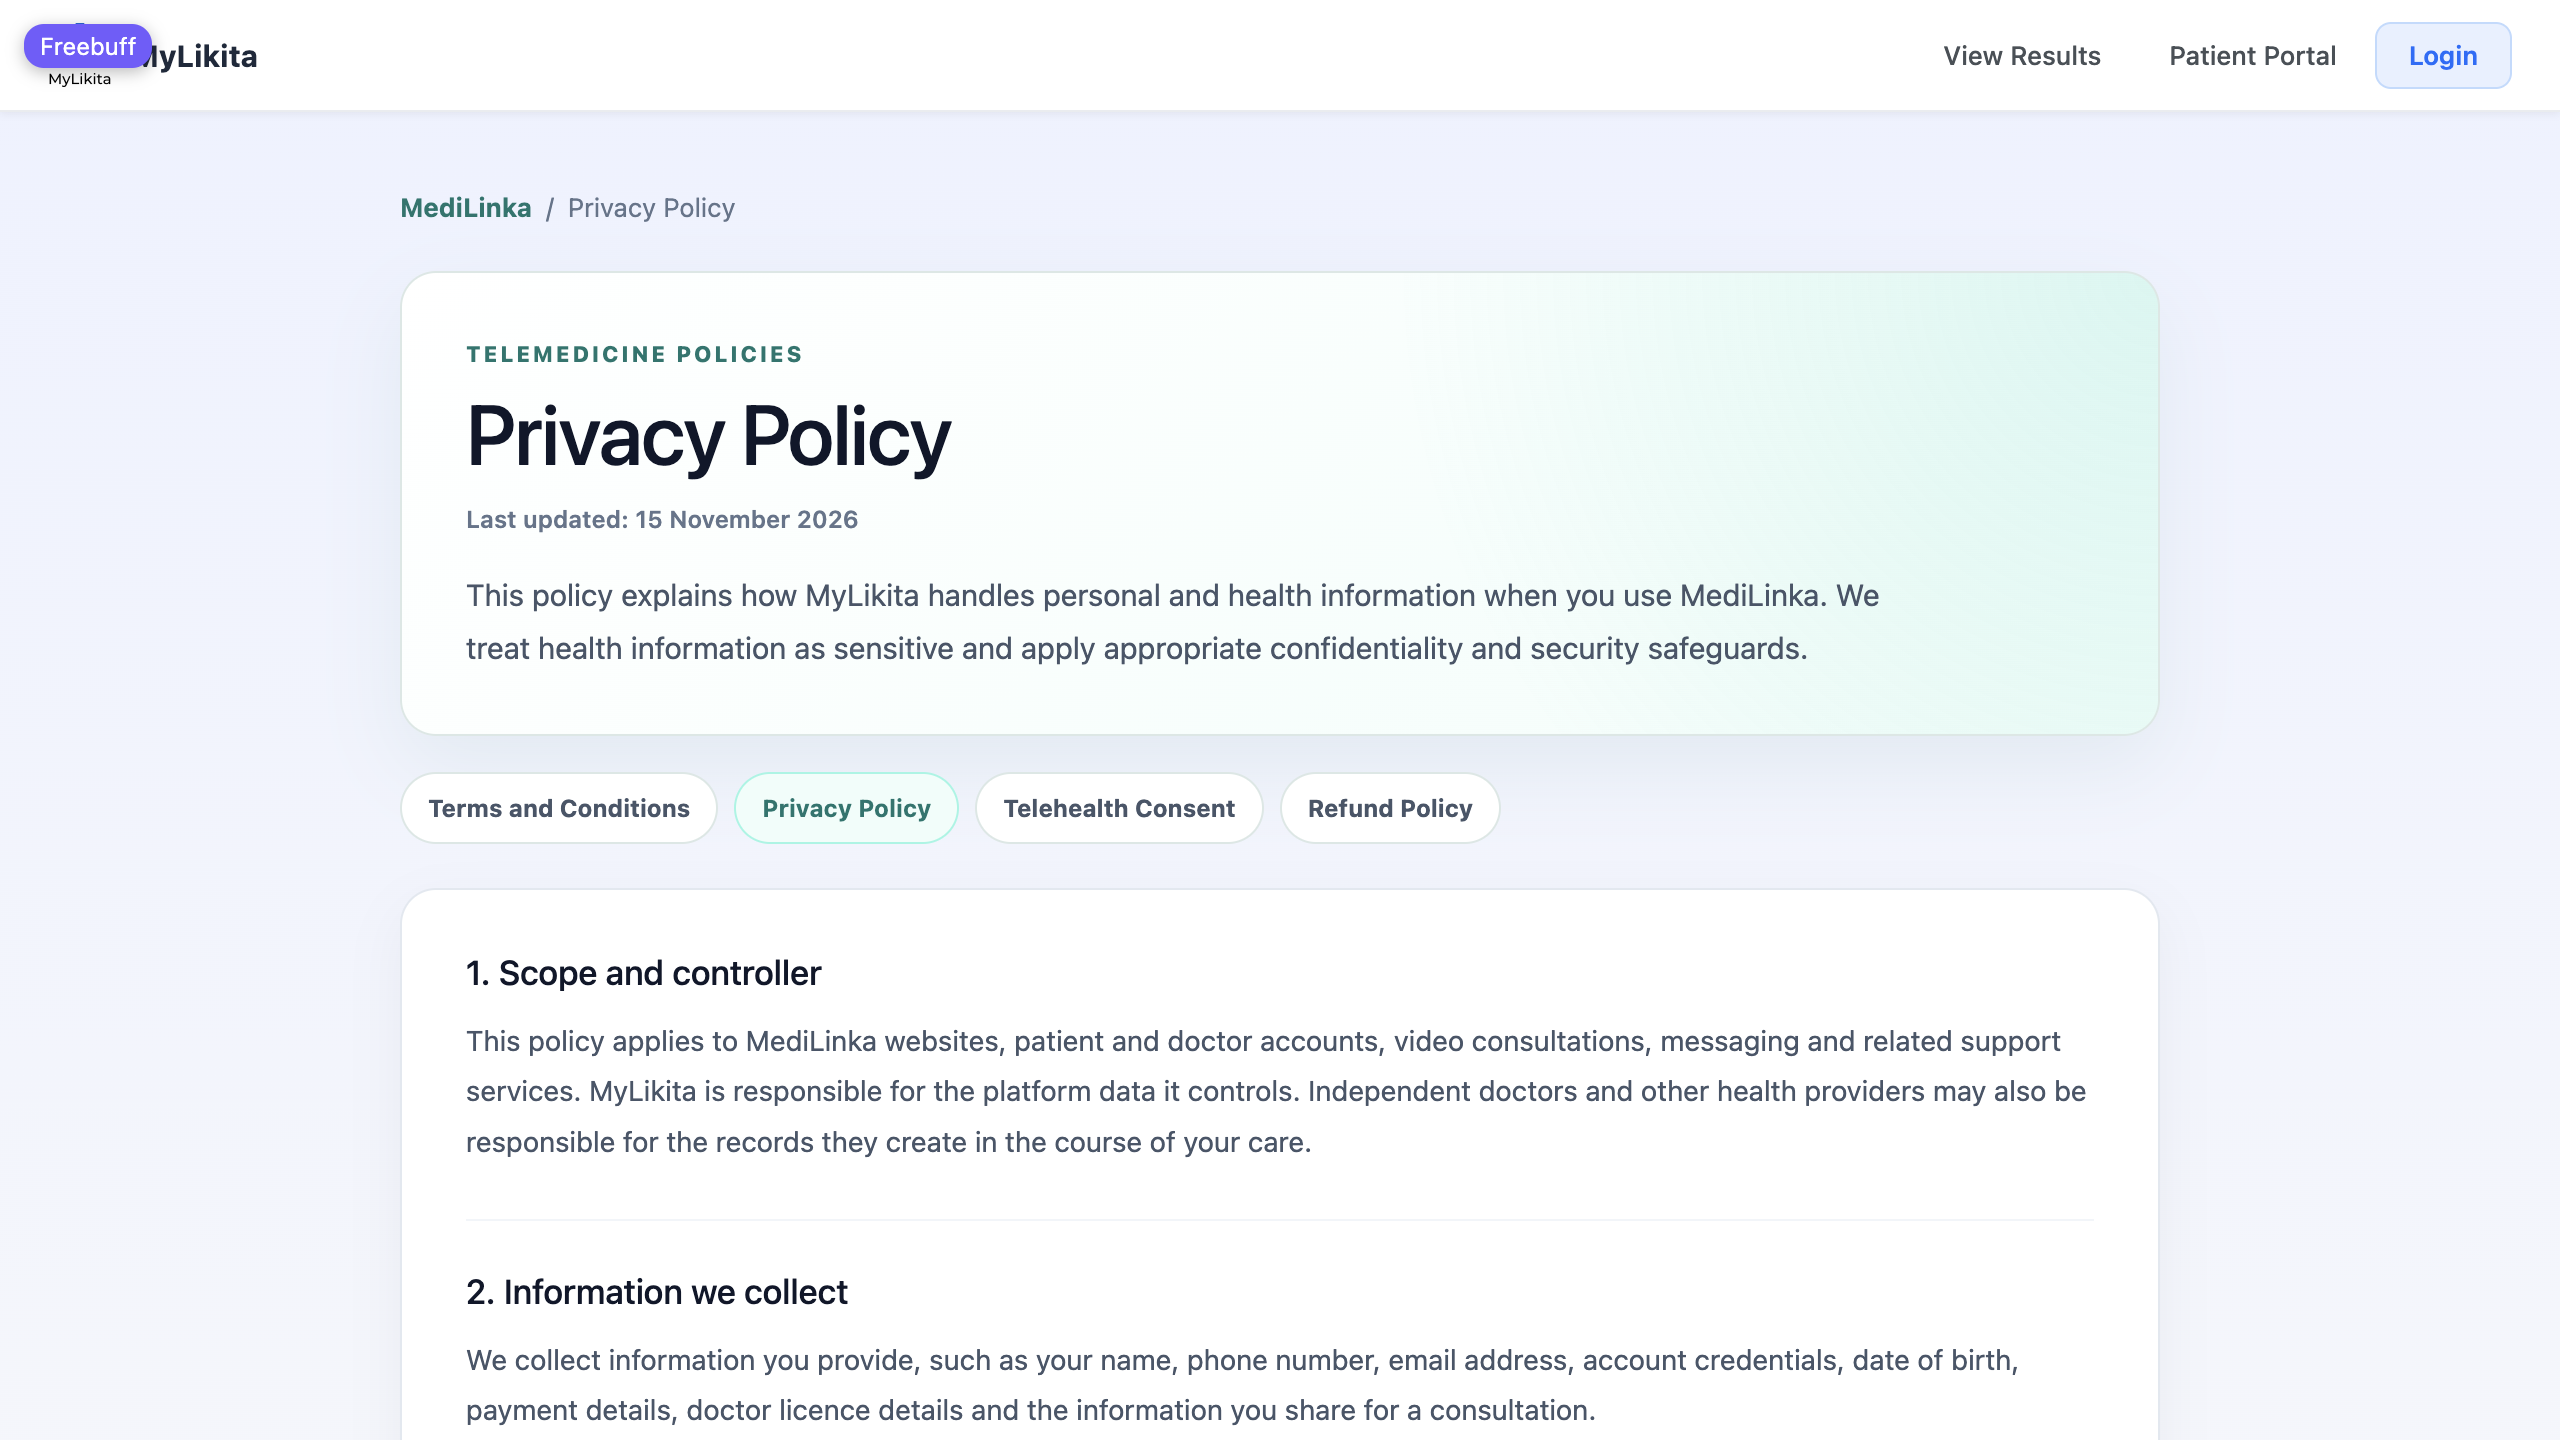 Freebuff
MyLikita
MyLikita
View Results
Patient Portal
Login
MediLinka / Privacy Policy
TELEMEDICINE POLICIES
Privacy Policy
Last updated: 15 November 2026
This policy explains how MyLikita handles personal and health information when you use MediLinka. We
treat health information as sensitive and apply appropriate confidentiality and security safeguards.
Terms and Conditions
Privacy Policy
Telehealth Consent
Refund Policy
1. Scope and controller
This policy applies to MediLinka websites, patient and doctor accounts, video consultations, messaging and related support
services. MyLikita is responsible for the platform data it controls. Independent doctors and other health providers may also be
responsible for the records they create in the course of your care.
2. Information we collect
We collect information you provide, such as your name, phone number, email address, account credentials, date of birth,
payment details, doctor licence details and the information you share for a consultation.